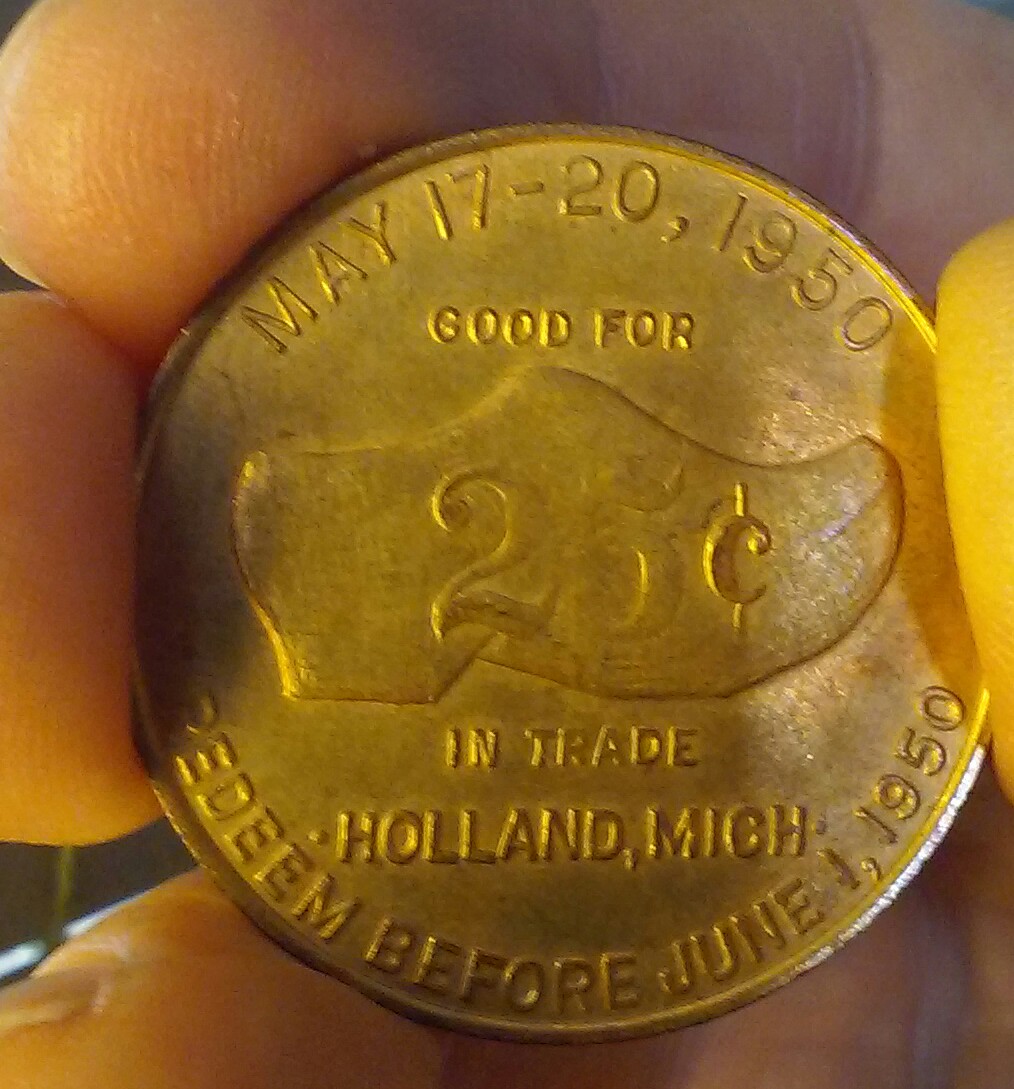 MAY 17-20, 1950
GOOD FOR
25¢
IN TRADE
·HOLLAND, MICH·
REDEEM BEFORE JUNE 1, 1950